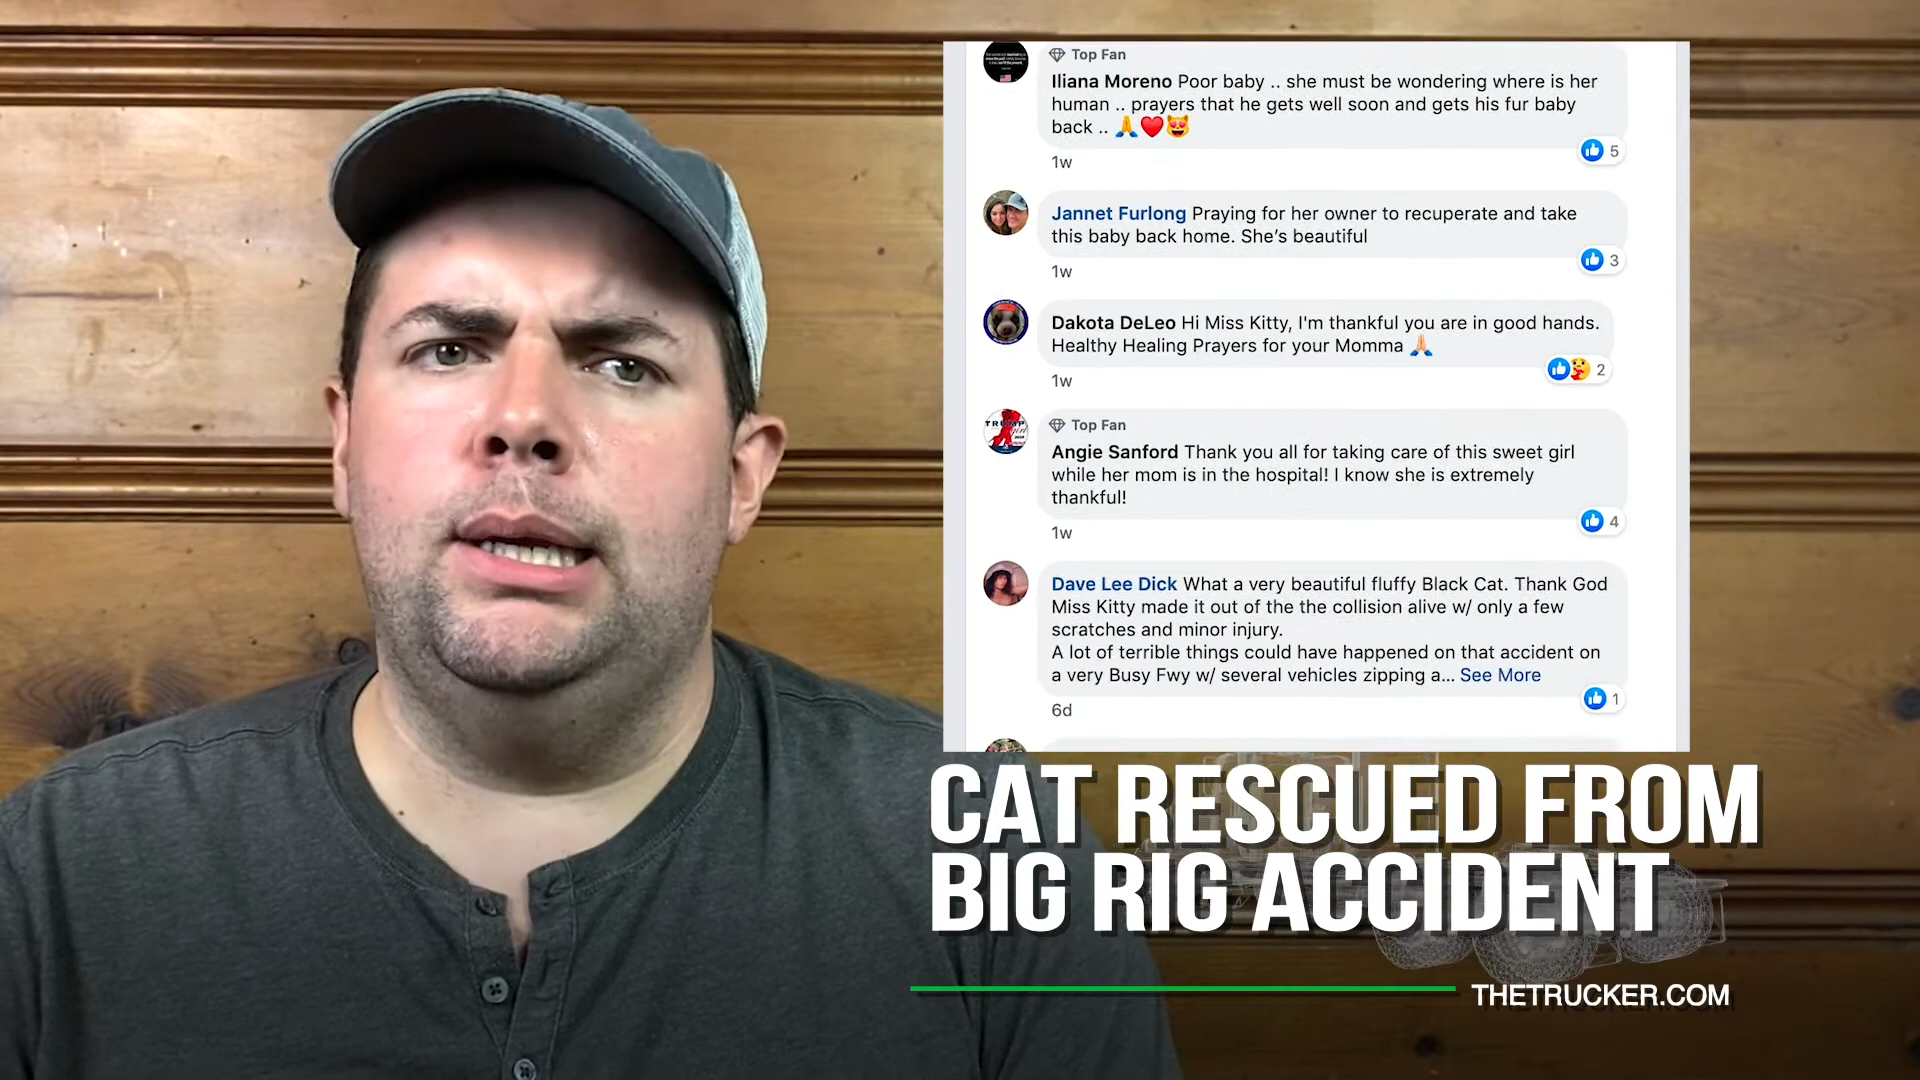 Top Fan
Iliana Moreno Poor baby .. she must be wondering where is her
human .. prayers that he gets well soon and gets his fur baby
back .. 🙏❤️😻
5
1w
Jannet Furlong Praying for her owner to recuperate and take
this baby back home. She's beautiful
3
1w
Dakota DeLeo Hi Miss Kitty, I'm thankful you are in good hands.
Healthy Healing Prayers for your Momma 🙏🏻
2
1w
TRUMP
Top Fan
Angie Sanford Thank you all for taking care of this sweet girl
while her mom is in the hospital! I know she is extremely
thankful!
4
1w
Dave Lee Dick What a very beautiful fluffy Black Cat. Thank God
Miss Kitty made it out of the the collision alive w/ only a few
scratches and minor injury.
A lot of terrible things could have happened on that accident on
a very Busy Fwy w/ several vehicles zipping a... See More
1
6d
CAT RESCUED FROM
BIG RIG ACCIDENT
THETRUCKER.COM